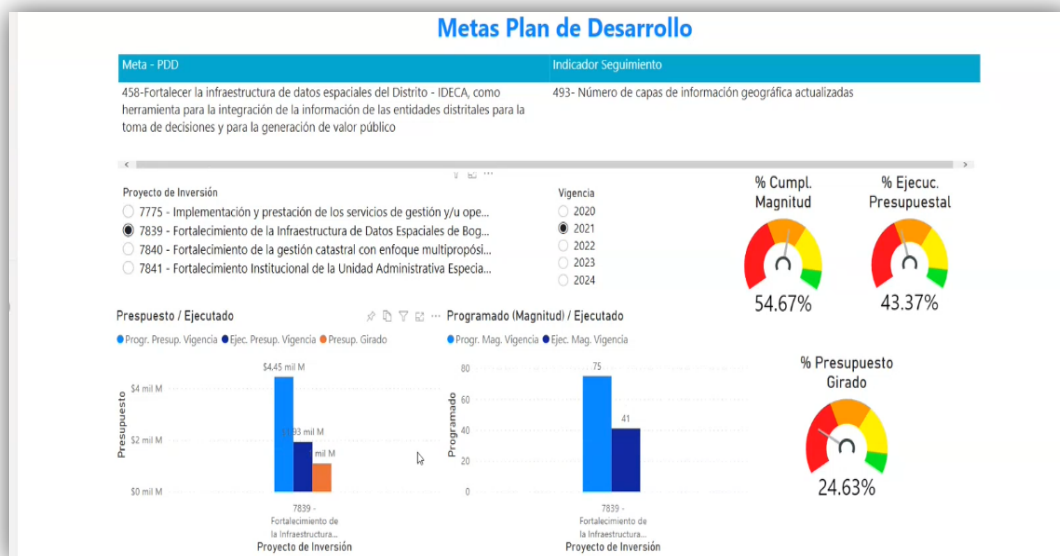 Metas Plan de Desarrollo
Meta - PDD
Indicador Seguimiento
458-Fortalecer la infraestructura de datos espaciales del Distrito - IDECA, como
herramienta para la integración de la información de las entidades distritales para la
toma de decisiones y para la generación de valor público
493- Número de capas de información geográfica actualizadas
Proyecto de Inversión
7775 - Implementación y prestación de los servicios de gestión y/u ope...
7839 - Fortalecimiento de la Infraestructura de Datos Espaciales de Bog...
7840 - Fortalecimiento de la gestión catastral con enfoque multipropósi...
7841 - Fortalecimiento Institucional de la Unidad Administrativa Especia...
Vigencia
2020
2021
2022
2023
2024
% Cumpl.
Magnitud
54.67%
% Ejecuc.
Presupuestal
43.37%
Prespuesto / Ejecutado
Progr. Presup. Vigencia Ejec. Presup. Vigencia Presup. Girado
Presupuesto
$4 mil M
$2 mil M
$0 mil M
$4,45 mil M
mil M
mil M
7839 -
Fortalecimiento de
la Infraestructura...
Proyecto de Inversión
Programado (Magnitud) / Ejecutado
Progr. Mag. Vigencia Ejec. Mag. Vigencia
Programado
80
60
40
20
0
75
41
7839 -
Fortalecimiento de
la Infraestructura...
Proyecto de Inversión
% Presupuesto
Girado
24.63%